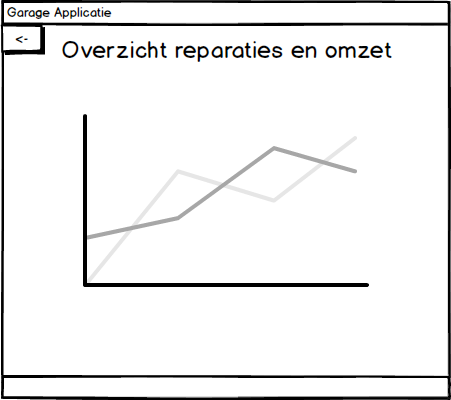 Garage Applicatie
<-
Overzicht reparaties en omzet